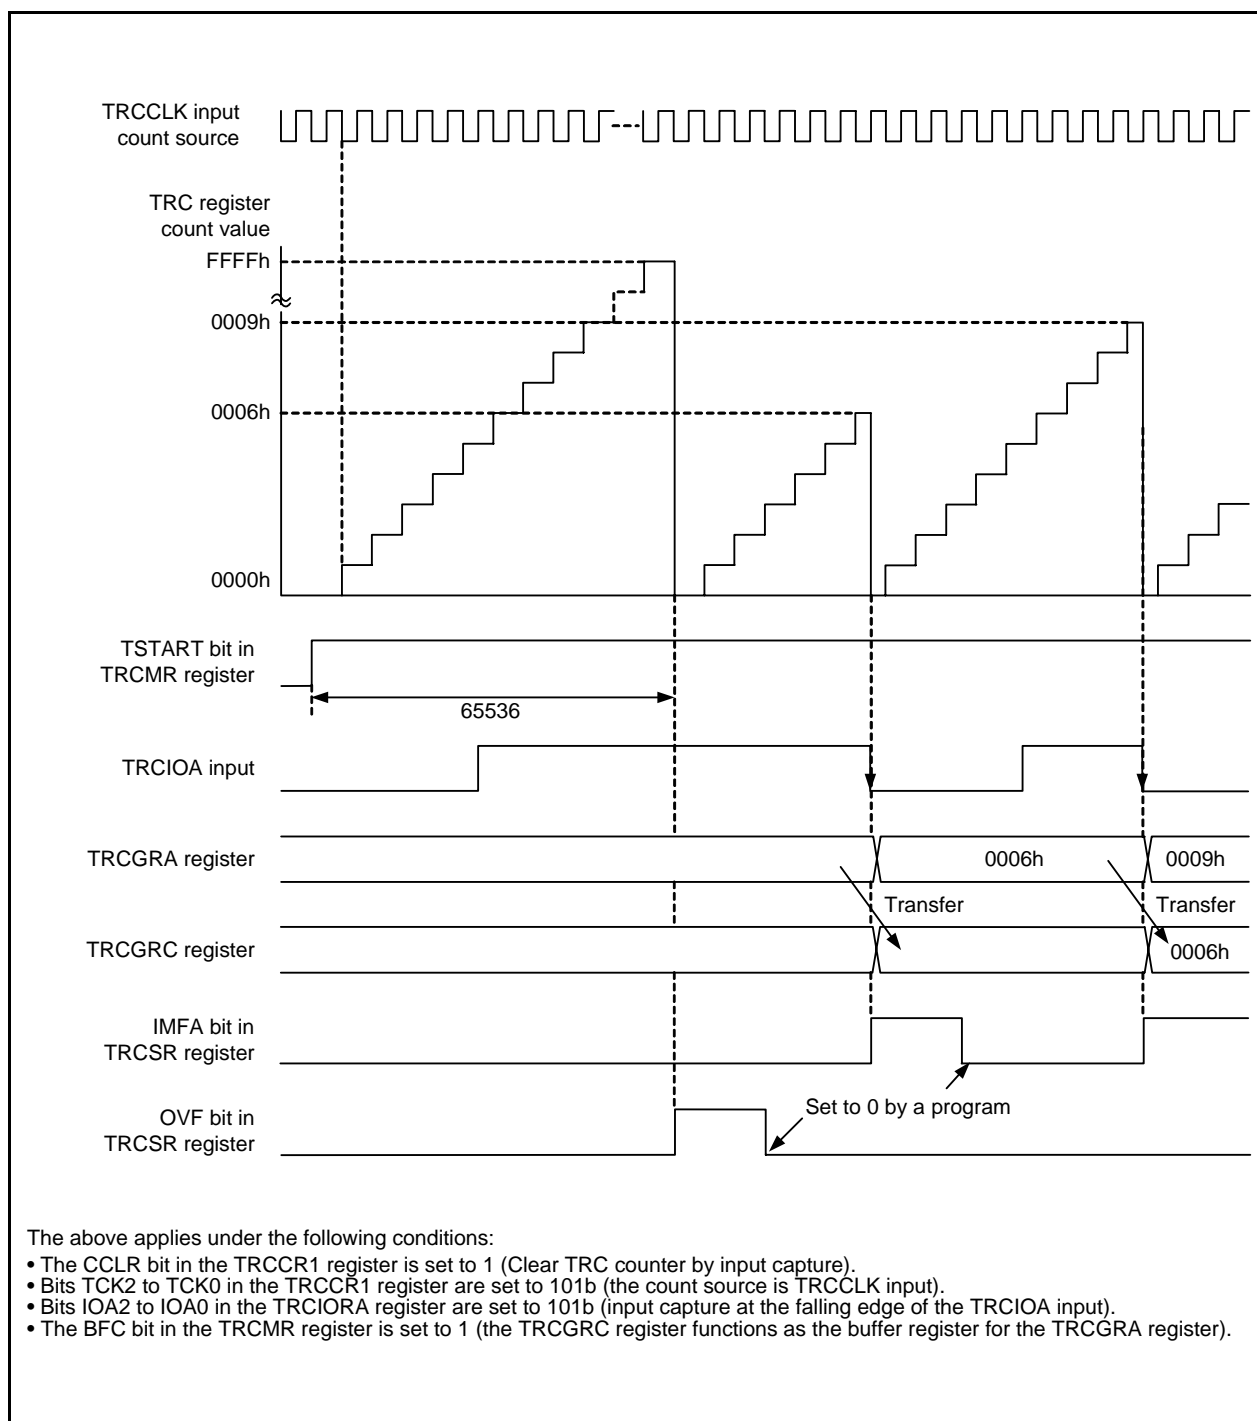 TRCCLK input
count source
TRC register
count value
FFFFh
0009h
0006h
0000h
TSTART bit in
TRCMR register
65536
TRCIOA input
TRCGRA register
0006h
0009h
Transfer
Transfer
TRCGRC register
0006h
IMFA bit in
TRCSR register
Set to 0 by a program
OVF bit in
TRCSR register
The above applies under the following conditions:
• The CCLR bit in the TRCCR1 register is set to 1 (Clear TRC counter by input capture).
• Bits TCK2 to TCK0 in the TRCCR1 register are set to 101b (the count source is TRCCLK input).
• Bits IOA2 to IOA0 in the TRCIORA register are set to 101b (input capture at the falling edge of the TRCIOA input).
• The BFC bit in the TRCMR register is set to 1 (the TRCGRC register functions as the buffer register for the TRCGRA register).